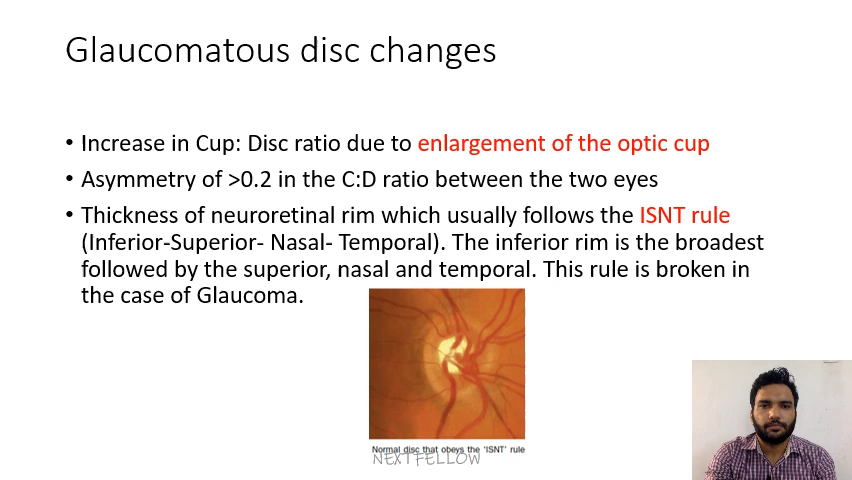 Glaucomatous disc changes
• Increase in Cup: Disc ratio due to enlargement of the optic cup
• Asymmetry of >0.2 in the C:D ratio between the two eyes
• Thickness of neuroretinal rim which usually follows the ISNT rule
(Inferior-Superior- Nasal- Temporal). The inferior rim is the broadest
followed by the superior, nasal and temporal. This rule is broken in
the case of Glaucoma.
Normal disc that obeys the 'ISNT' rule
NEXTFELLOW